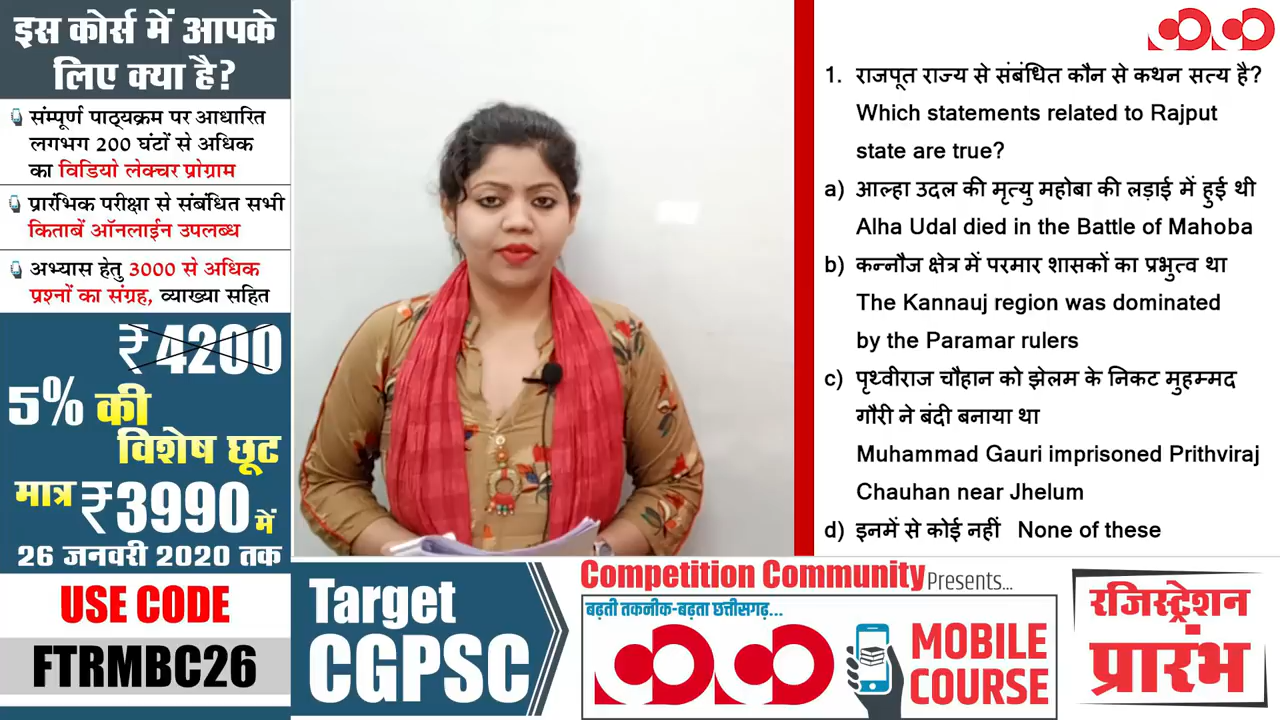 इस कोर्स में आपके
लिए क्या है?
संम्पूर्ण पाठ्यक्रम पर आधारित
लगभग 200 घंटों से अधिक
का विडियो लेक्चर प्रोग्राम
प्रारंभिक परीक्षा से संबंधित सभी
किताबें ऑनलाईन उपलब्ध
अभ्यास हेतु 3000 से अधिक
प्रश्नों का संग्रह, व्याख्या सहित
₹4200
5% की
विशेष छूट
मात्र ₹3990 में
26 जनवरी 2020 तक
USE CODE
FTRMBC26
1. राजपूत राज्य से संबंधित कौन से कथन सत्य है?
Which statements related to Rajput
state are true?
a) आल्हा उदल की मृत्यु महोबा की लड़ाई में हुई थी
Alha Udal died in the Battle of Mahoba
b) कन्नौज क्षेत्र में परमार शासकों का प्रभुत्व था
The Kannauj region was dominated
by the Paramar rulers
c) पृथ्वीराज चौहान को झेलम के निकट मुहम्मद
गौरी ने बंदी बनाया था
Muhammad Gauri imprisoned Prithviraj
Chauhan near Jhelum
d) इनमें से कोई नहीं None of these
Target
CGPSC
Competition Community Presents...
बढ़ती तकनीक-बढ़ता छत्तीसगढ़...
MOBILE
COURSE
रजिस्ट्रेशन
प्रारंभ